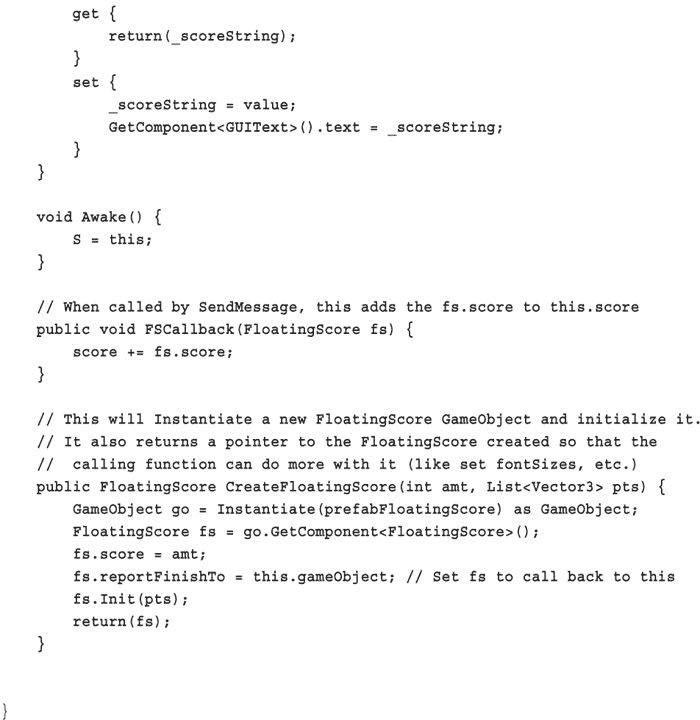 get {
            return(_scoreString);
        }
        set {
            _scoreString = value;
            GetComponent<GUIText>().text = _scoreString;
        }
    }

    void Awake() {
        S = this;
    }

    // When called by SendMessage, this adds the fs.score to this.score
    public void FSCallback(FloatingScore fs) {
        score += fs.score;
    }

    // This will Instantiate a new FloatingScore GameObject and initialize it.
    // It also returns a pointer to the FloatingScore created so that the
    //  calling function can do more with it (like set fontSizes, etc.)
    public FloatingScore CreateFloatingScore(int amt, List<Vector3> pts) {
        GameObject go = Instantiate(prefabFloatingScore) as GameObject;
        FloatingScore fs = go.GetComponent<FloatingScore>();
        fs.score = amt;
        fs.reportFinishTo = this.gameObject; // Set fs to call back to this
        fs.Init(pts);
        return(fs);
    }

}